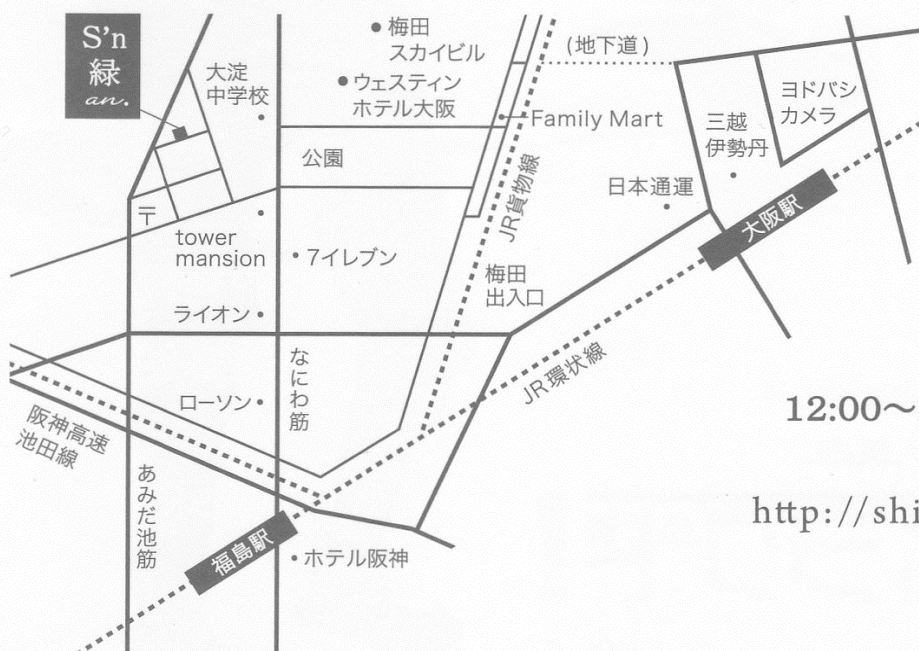 S'n
緑
an.
大淀
中学校
梅田
スカイビル
ウェスティン
ホテル大阪
(地下道)
Family Mart
三越
伊勢丹
ヨドバシ
カメラ
公園
日本通運
JR貨物線
大阪駅
〒
tower
mansion
7イレブン
梅田
出入口
ライオン
なにわ筋
JR環状線
ローソン
阪神高速
池田線
あみだ池筋
福島駅
ホテル阪神
12:00〜
http://shi